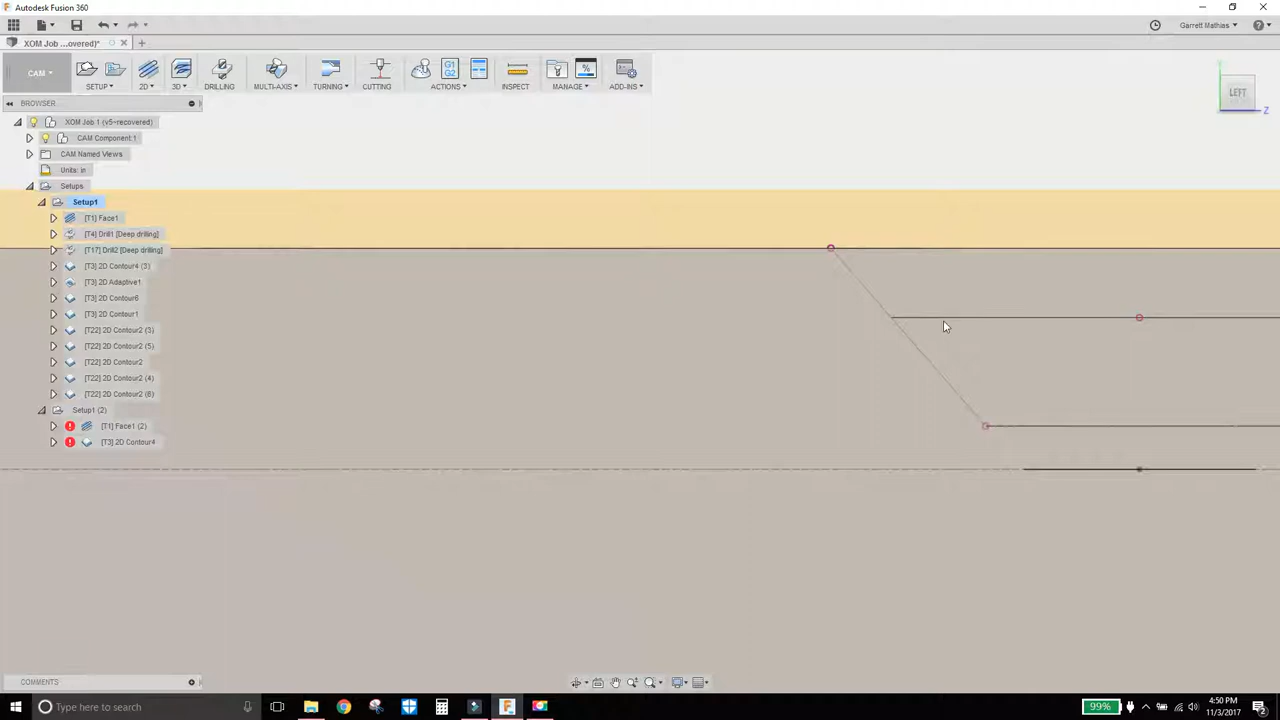 Autodesk Fusion 360
Garrett Mathias
XOM Job ...overed)*
CAM
SETUP
2D
3D
DRILLING
MULTI-AXIS
TURNING
CUTTING
G1
G2
ACTIONS
INSPECT
MANAGE
ADD-INS
BROWSER
LEFT
Z
XOM Job 1 (v5~recovered)
CAM Component:1
CAM Named Views
Units: in
Setups
Setup1
[T1] Face1
[T4] Drill1 [Deep drilling]
[T17] Drill2 [Deep drilling]
[T3] 2D Contour4 (3)
[T3] 2D Adaptive1
[T3] 2D Contour6
[T3] 2D Contour1
[T22] 2D Contour2 (3)
[T22] 2D Contour2 (5)
[T22] 2D Contour2
[T22] 2D Contour2 (4)
[T22] 2D Contour2 (6)
Setup1 (2)
[T1] Face1 (2)
[T3] 2D Contour4
COMMENTS
Type here to search
99%
4:50 PM
11/3/2017
2